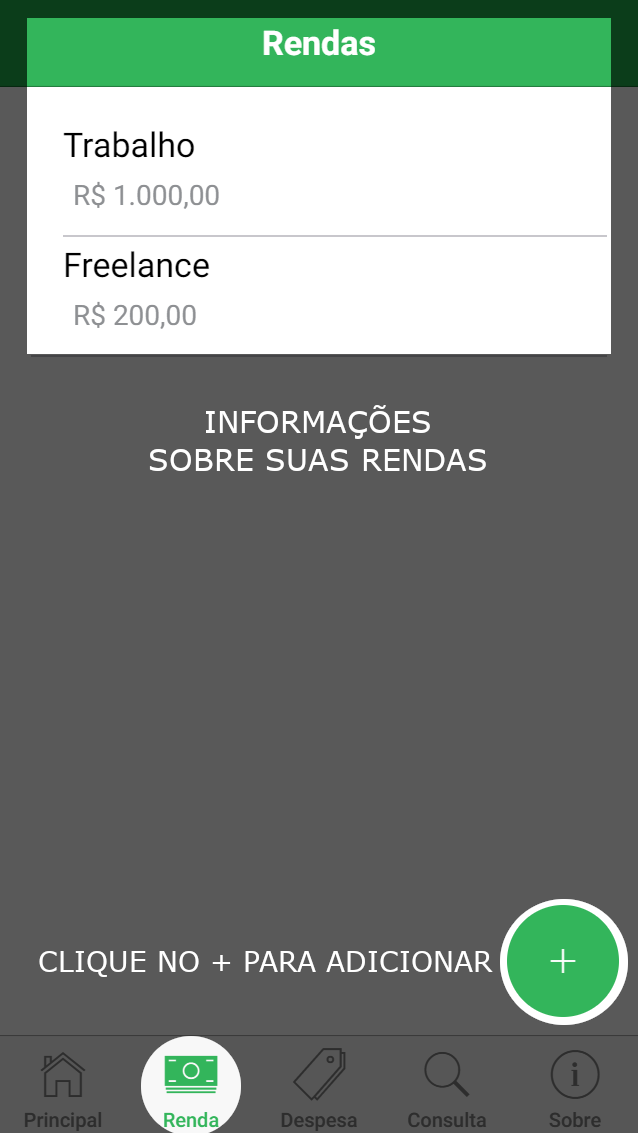 Rendas
Trabalho
R$ 1.000,00
Freelance
R$ 200,00
INFORMAÇÕES
SOBRE SUAS RENDAS
CLIQUE NO + PARA ADICIONAR
+
Principal
Renda
Despesa
Consulta
Sobre